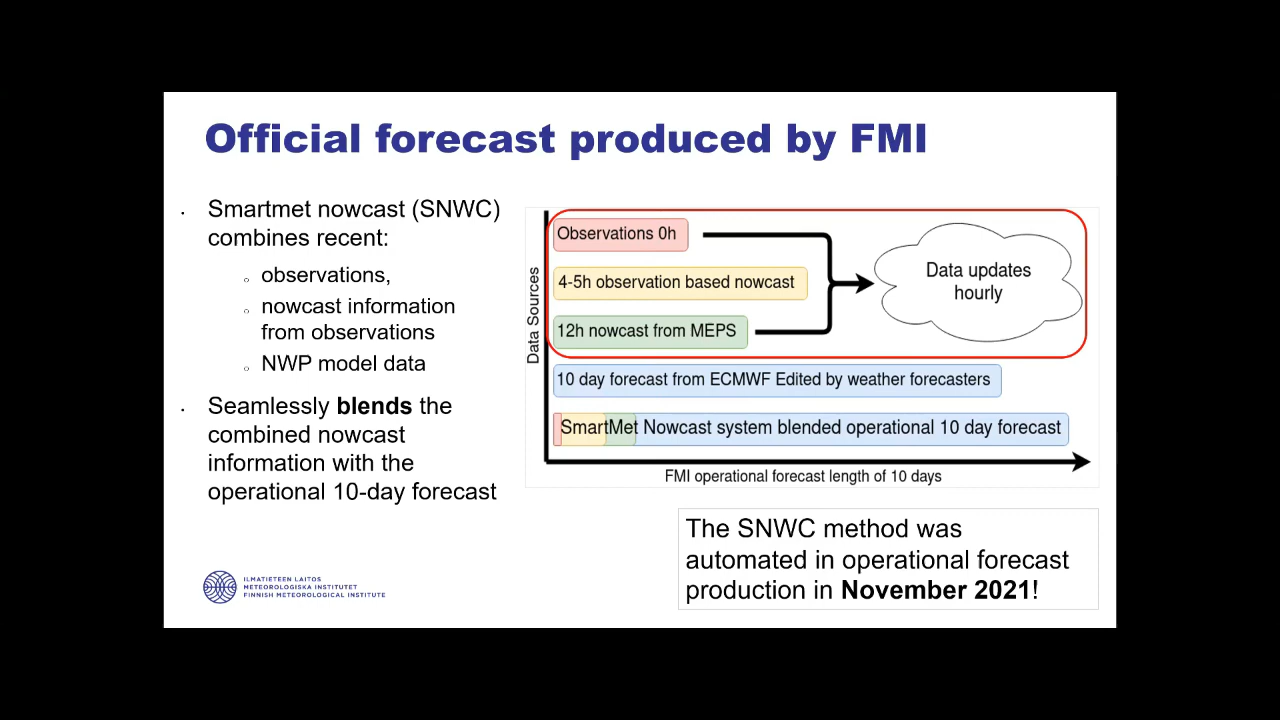 Official forecast produced by FMI
Smartmet nowcast (SNWC)
combines recent:
observations,
nowcast information
from observations
NWP model data
Seamlessly blends the
combined nowcast
information with the
operational 10-day forecast
Data Sources
Observations 0h
4-5h observation based nowcast
12h nowcast from MEPS
Data updates
hourly
10 day forecast from ECMWF Edited by weather forecasters
SmartMet Nowcast system blended operational 10 day forecast
FMI operational forecast length of 10 days
The SNWC method was
automated in operational forecast
production in November 2021!
ILMATIETEEN LAITOS
METEOROLOGISKA INSTITUTET
FINNISH METEOROLOGICAL INSTITUTE